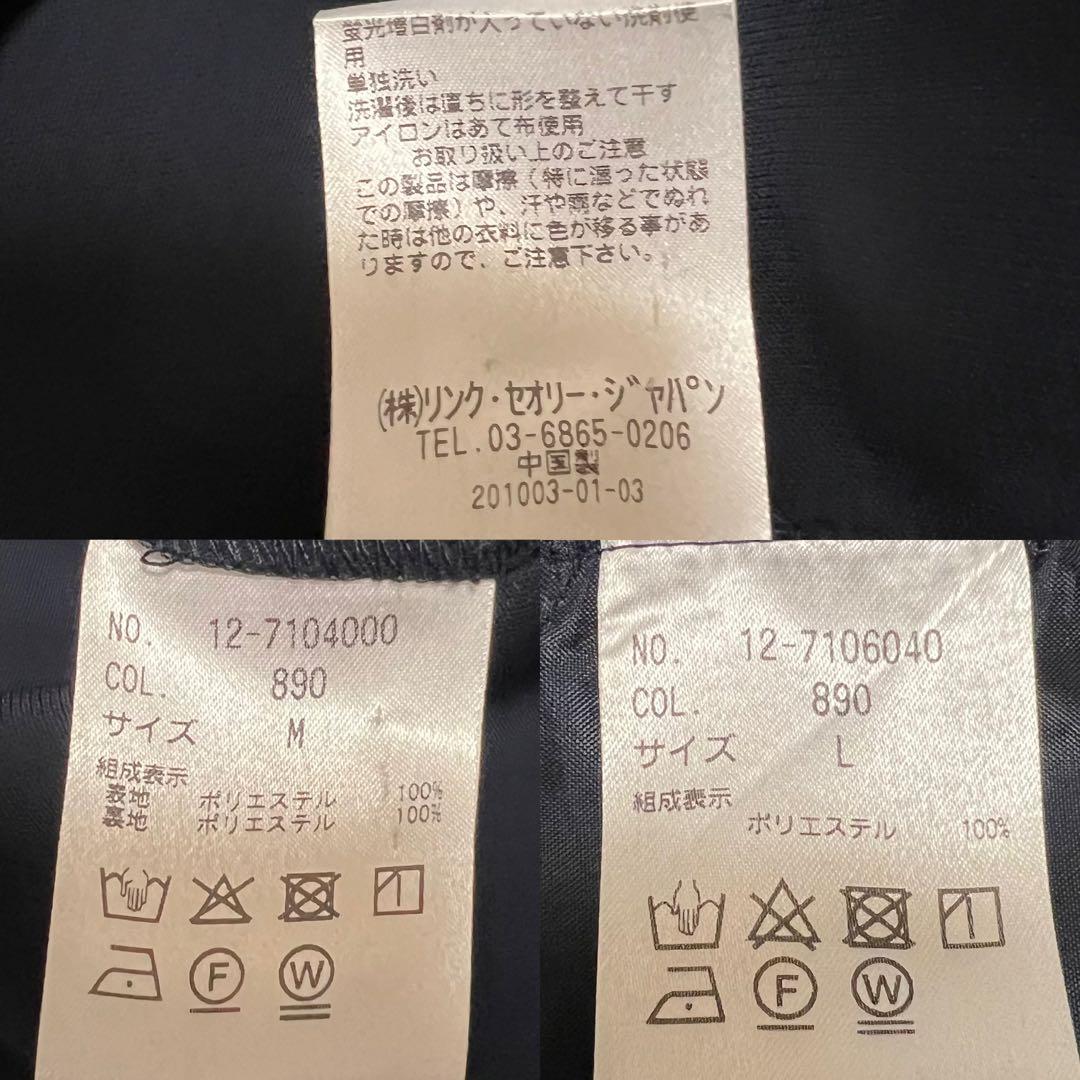 蛍光増白剤が入っていない洗剤使
用
単独洗い
洗濯後は直ちに形を整えて干す
アイロンはあて布使用
お取り扱い上のご注意
この製品は摩擦(特に湿った状態
での摩擦)や、汗や雨などでぬれ
た時は他の衣料に色が移る事があ
りますので、ご注意下さい。
(株)リンク・セオリー・ジャパン
TEL.03-6865-0206
中国製
201003-01-03
NO. 12-7104000
COL. 890
サイズ M
組成表示
表地 ポリエステル 100%
裏地 ポリエステル 100%
F W
NO. 12-7106040
COL. 890
サイズ L
組成表示
ポリエステル 100%
F W